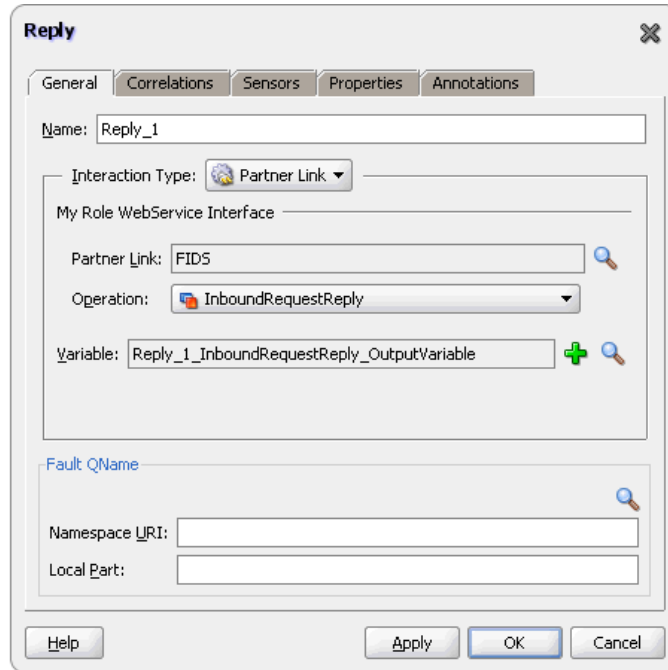 Reply
General Correlations Sensors Properties Annotations
Name: Reply_1
Interaction Type: Partner Link
My Role WebService Interface
Partner Link: FIDS
Operation: InboundRequestReply
Variable: Reply_1_InboundRequestReply_OutputVariable
Fault QName
Namespace URI:
Local Part:
Help Apply OK Cancel